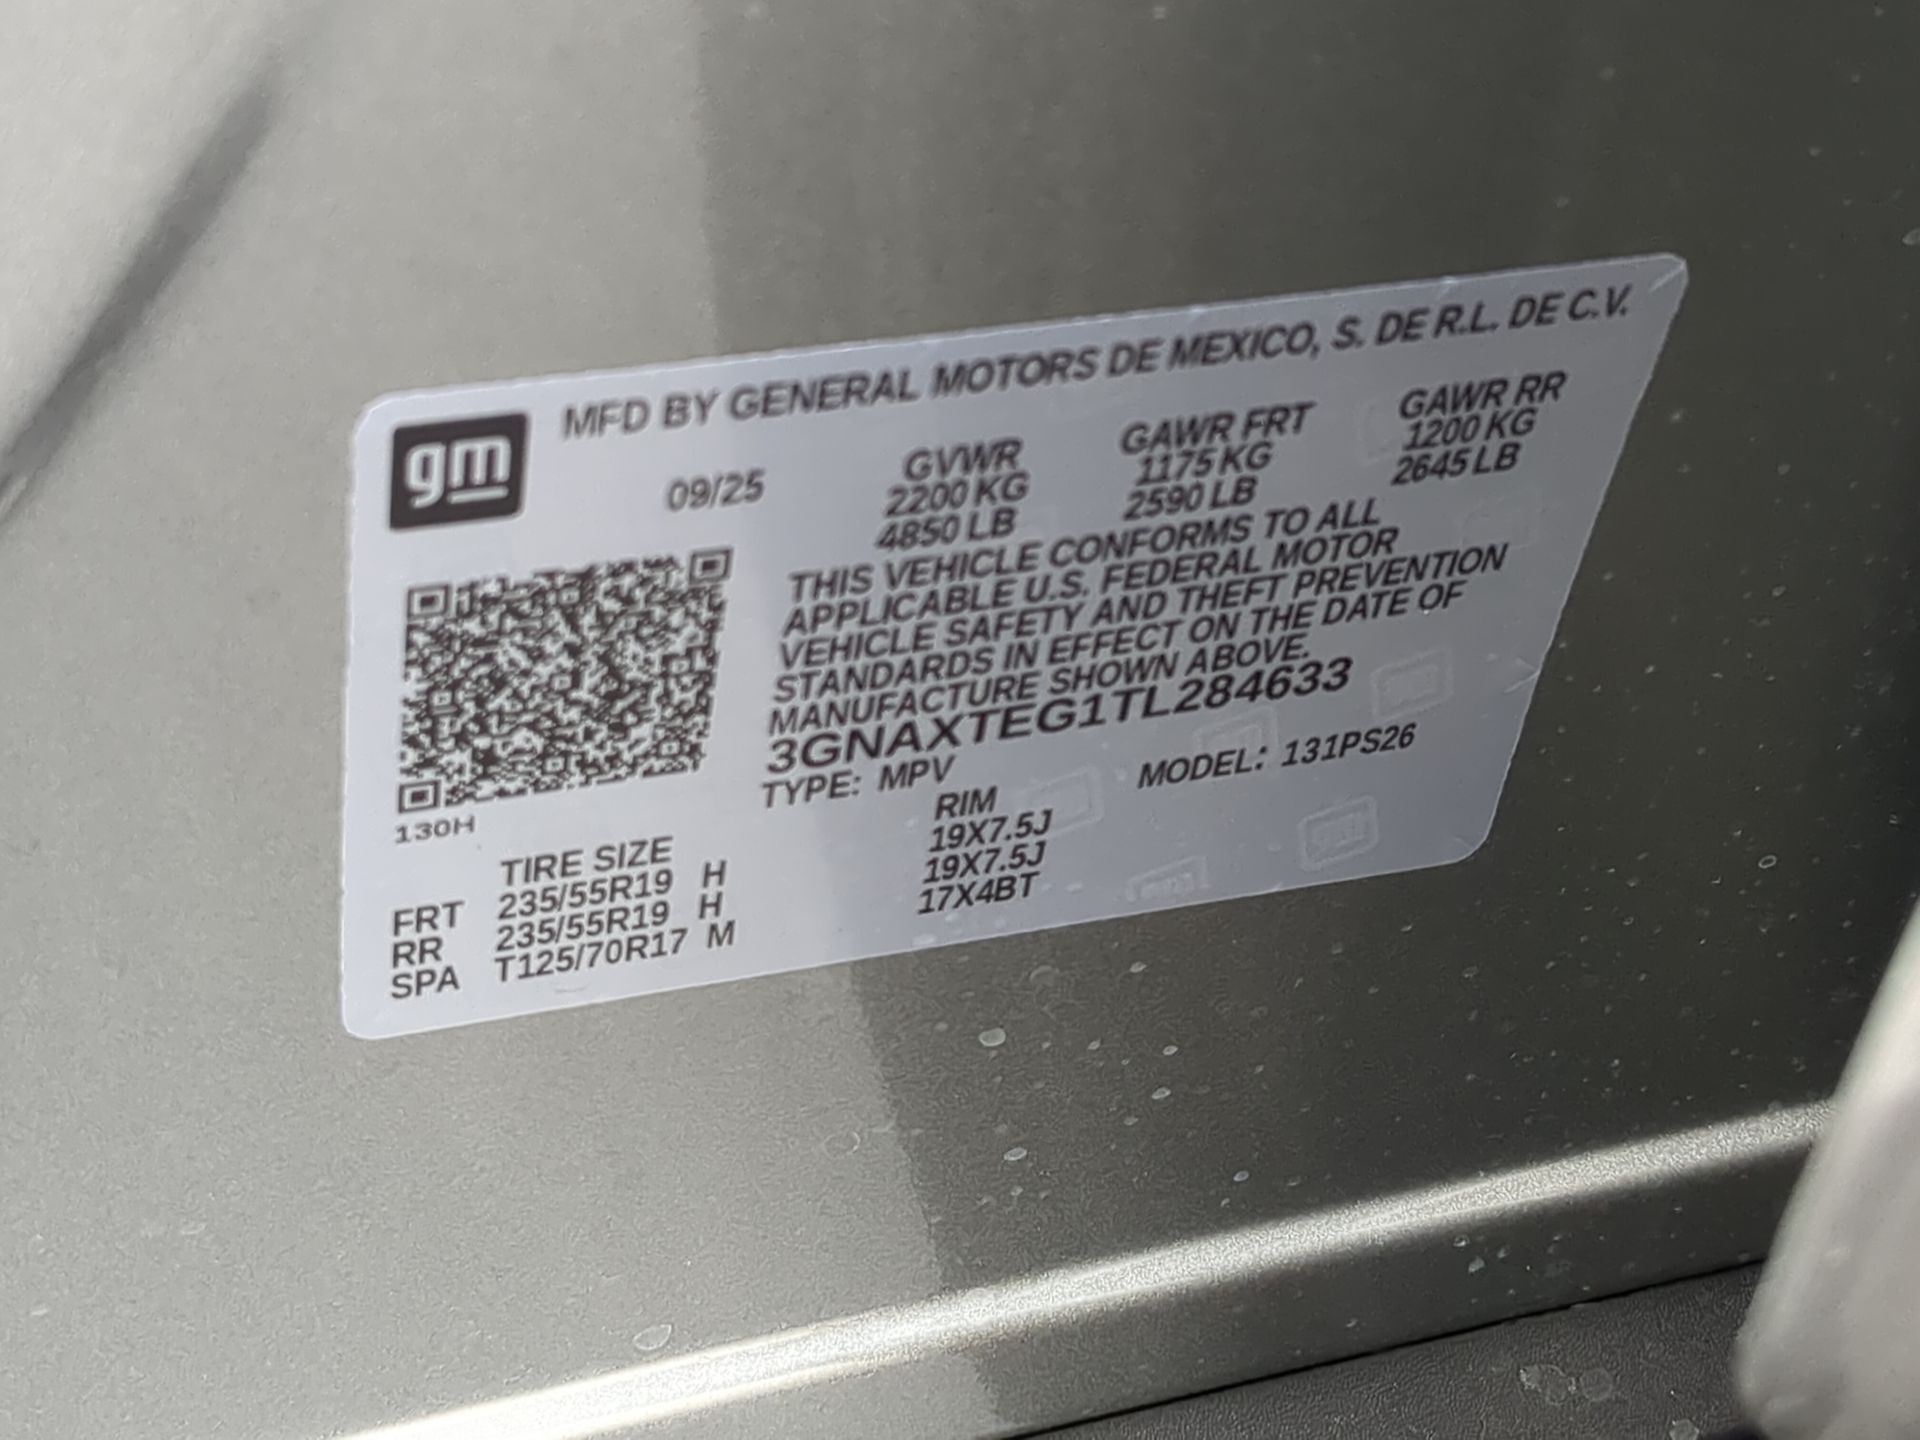 gm
MFD BY GENERAL MOTORS DE MEXICO, S. DE R.L. DE C.V.
09/25
GVWR
2200 KG
4850 LB
GAWR FRT
1175 KG
2590 LB
GAWR RR
1200 KG
2645 LB
THIS VEHICLE CONFORMS TO ALL
APPLICABLE U.S. FEDERAL MOTOR
VEHICLE SAFETY AND THEFT PREVENTION
STANDARDS IN EFFECT ON THE DATE OF
MANUFACTURE SHOWN ABOVE.
3GNAXTEG1TL284633
TYPE: MPV
MODEL: 131PS26
130H
TIRE SIZE
RIM
FRT 235/55R19 H 19X7.5J
RR 235/55R19 H 19X7.5J
SPA T125/70R17 M 17X4BT